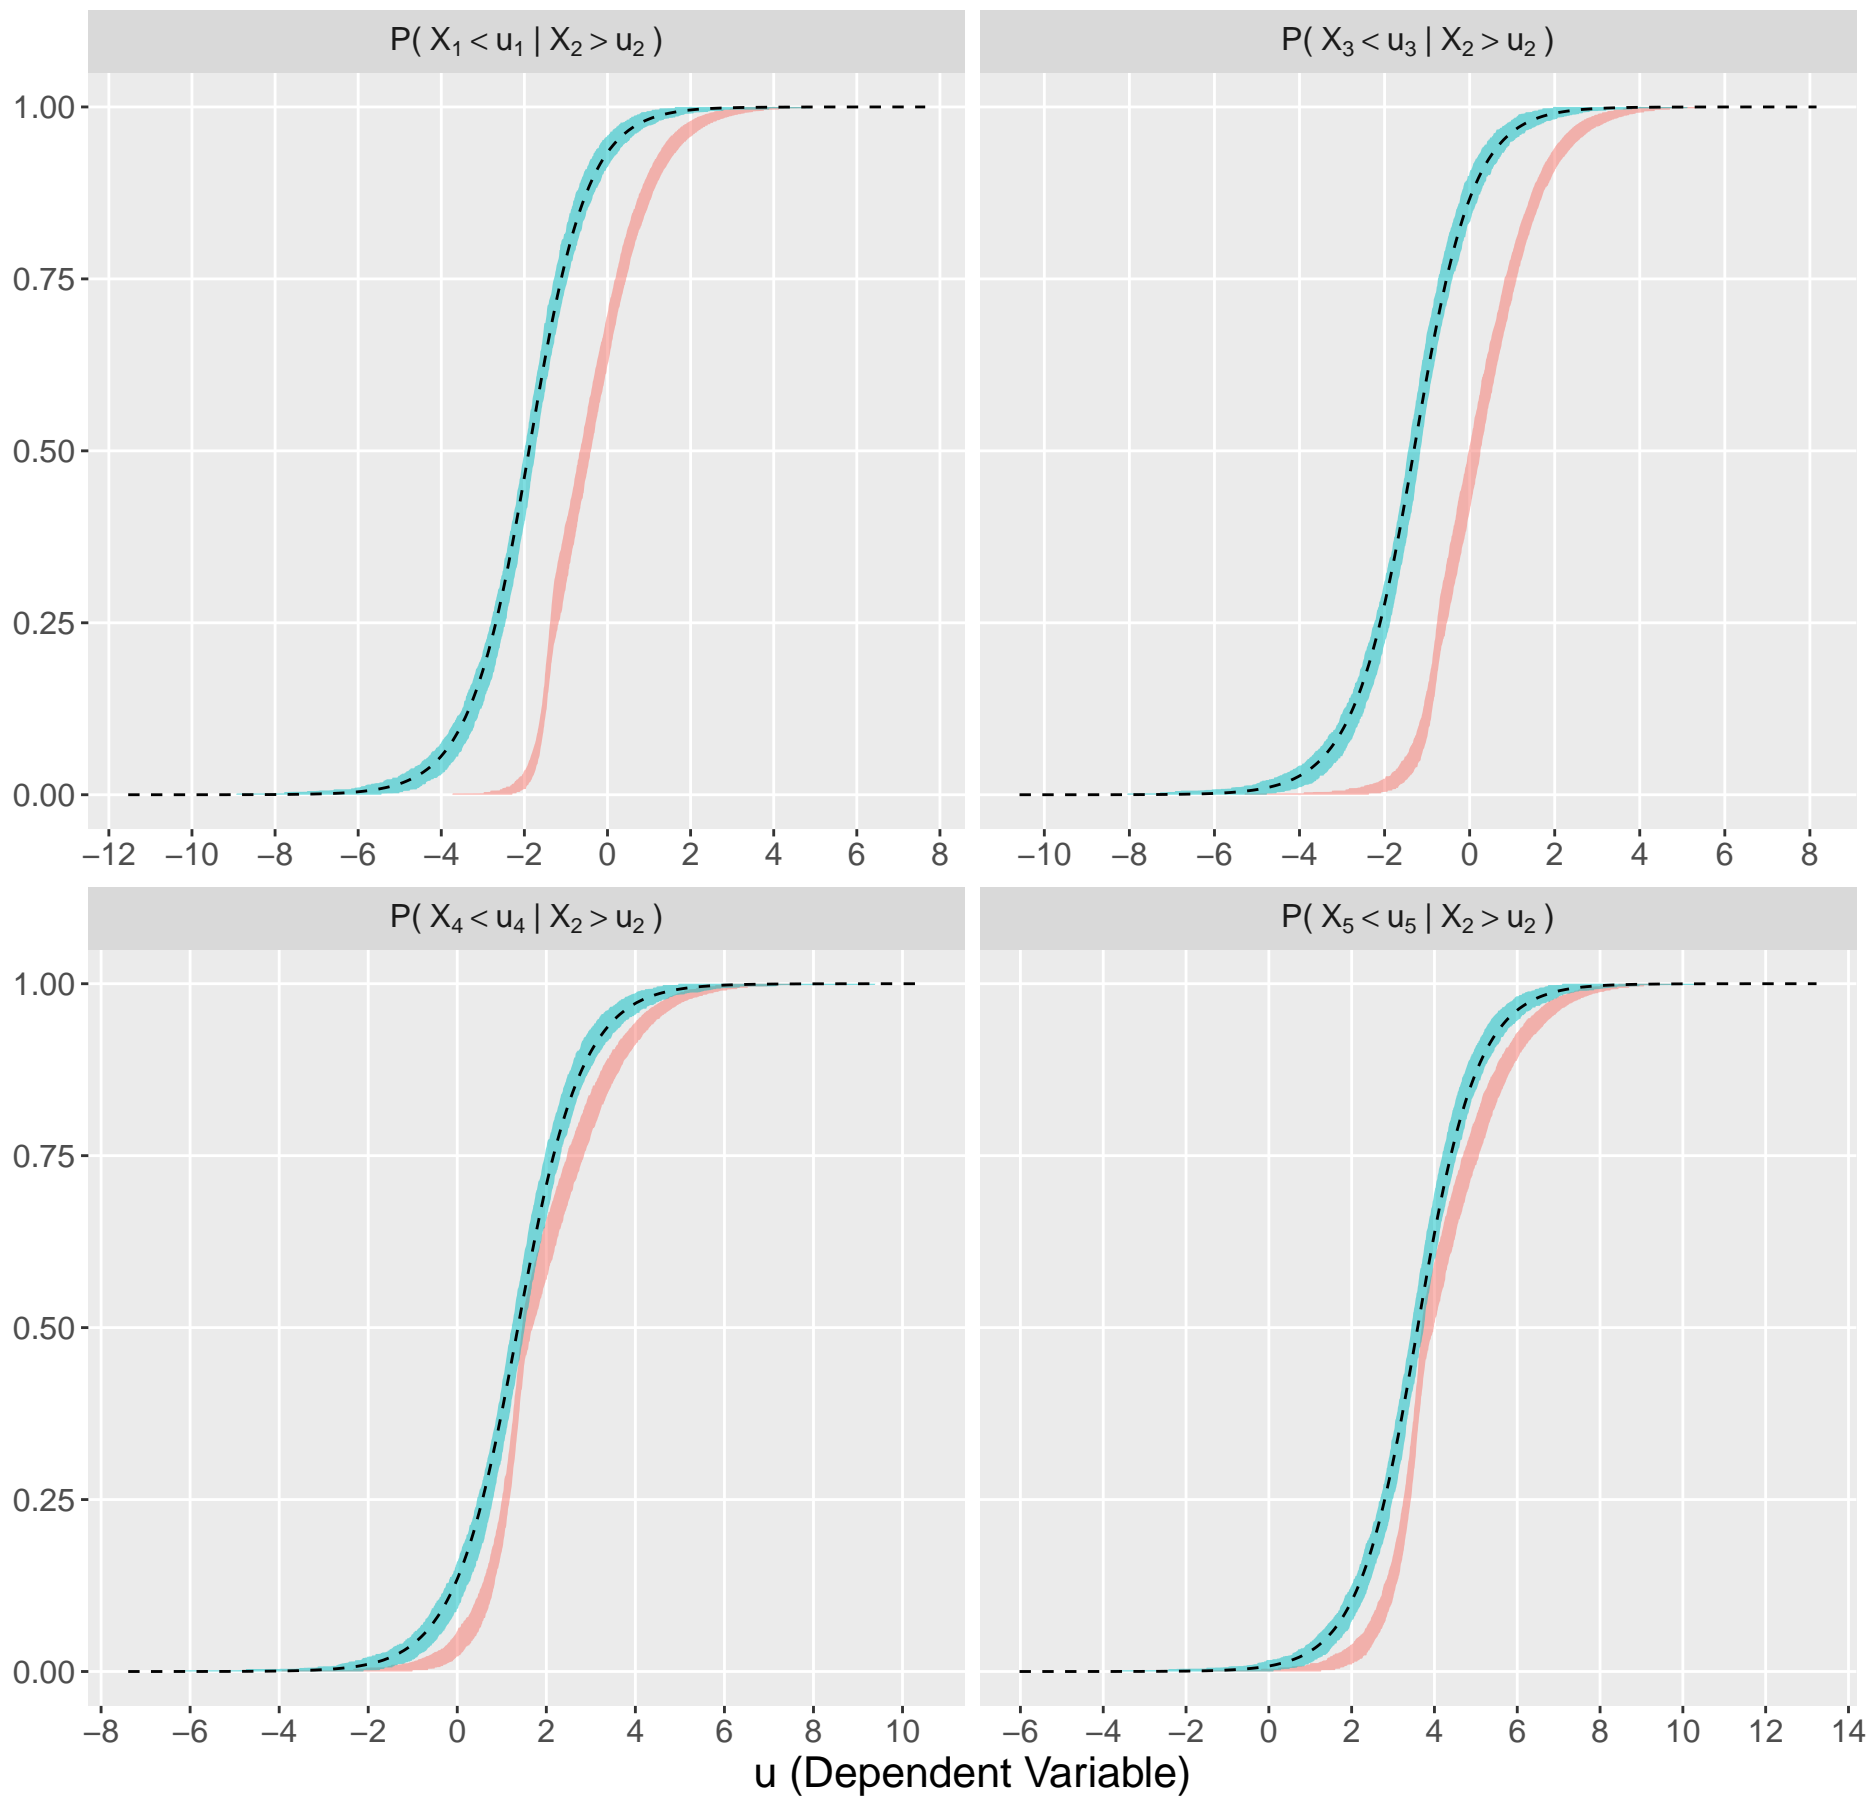 P( X₁ < u₁ | X₂ > u₂ )
P( X₃ < u₃ | X₂ > u₂ )
1.00
0.75
0.50
0.25
0.00
−12 −10 −8 −6 −4 −2 0 2 4 6 8
−10 −8 −6 −4 −2 0 2 4 6 8
P( X₄ < u₄ | X₂ > u₂ )
P( X₅ < u₅ | X₂ > u₂ )
1.00
0.75
0.50
0.25
0.00
−8 −6 −4 −2 0 2 4 6 8 10
−6 −4 −2 0 2 4 6 8 10 12 14
u (Dependent Variable)